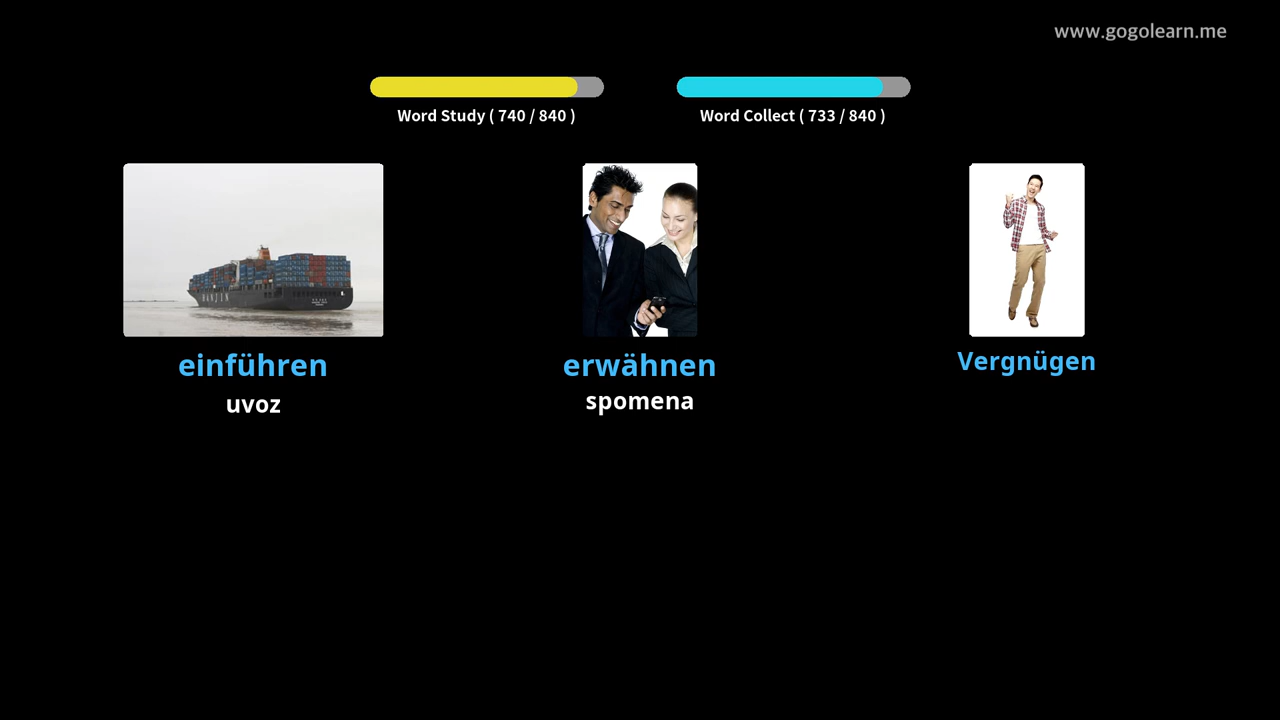 www.gogolearn.me
Word Study ( 740 / 840 )
Word Collect ( 733 / 840 )
einführen
erwähnen
Vergnügen
uvoz
spomena